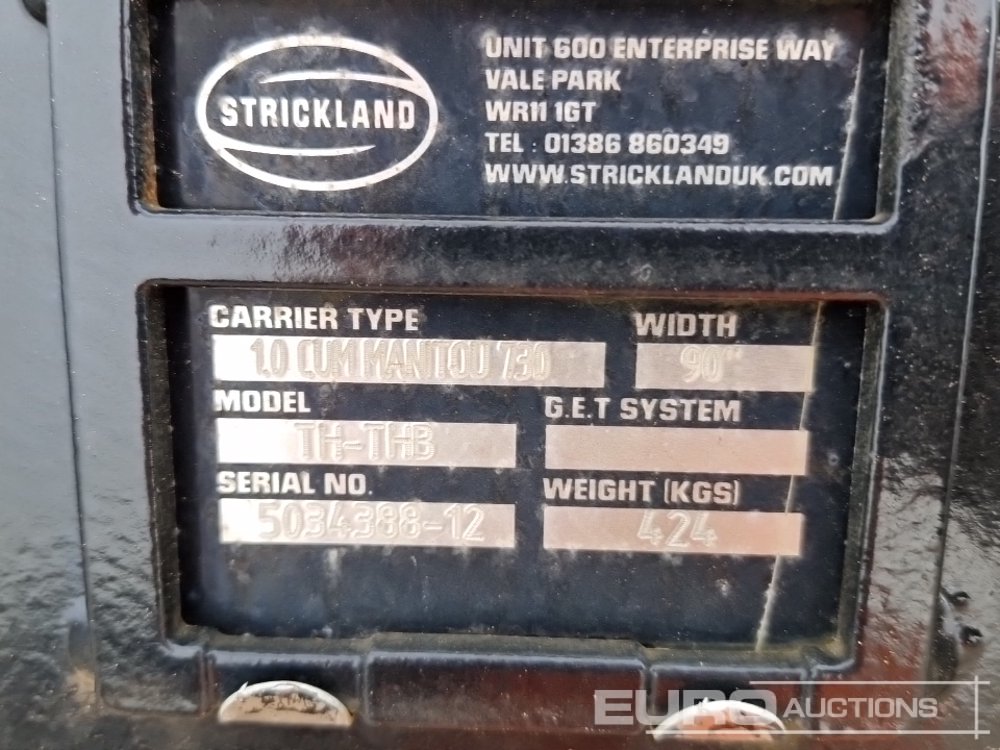 STRICKLAND
UNIT 600 ENTERPRISE WAY
VALE PARK
WR11 1GT
TEL : 01386 860349
WWW.STRICKLANDUK.COM
CARRIER TYPE
1.0 CUM MANITOU 730
WIDTH
90"
MODEL
TH-THB
G.E.T SYSTEM
SERIAL NO.
5034388-12
WEIGHT (KGS)
424
EURO AUCTIONS